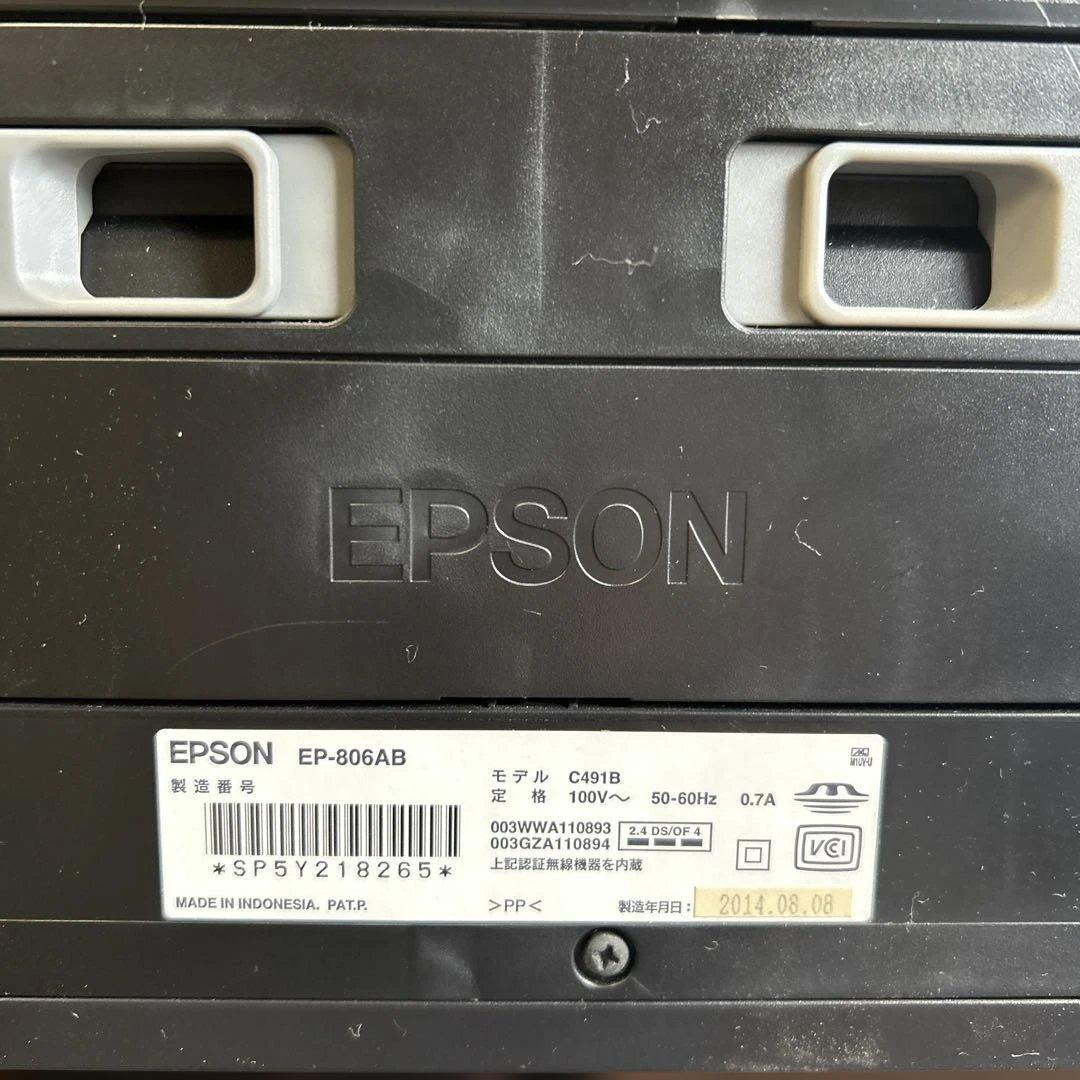 EPSON
EPSON EP-806AB
製造番号
*SP5Y218265*
MADE IN INDONESIA. PAT.P.
モデル C491B
定 格 100V～ 50-60Hz 0.7A
003WWA110893
003GZA110894
2.4 DS/OF 4
上記認証無線機器を内蔵
>PP<
製造年月日: 2014.08.08
M1UV-U
VCCI